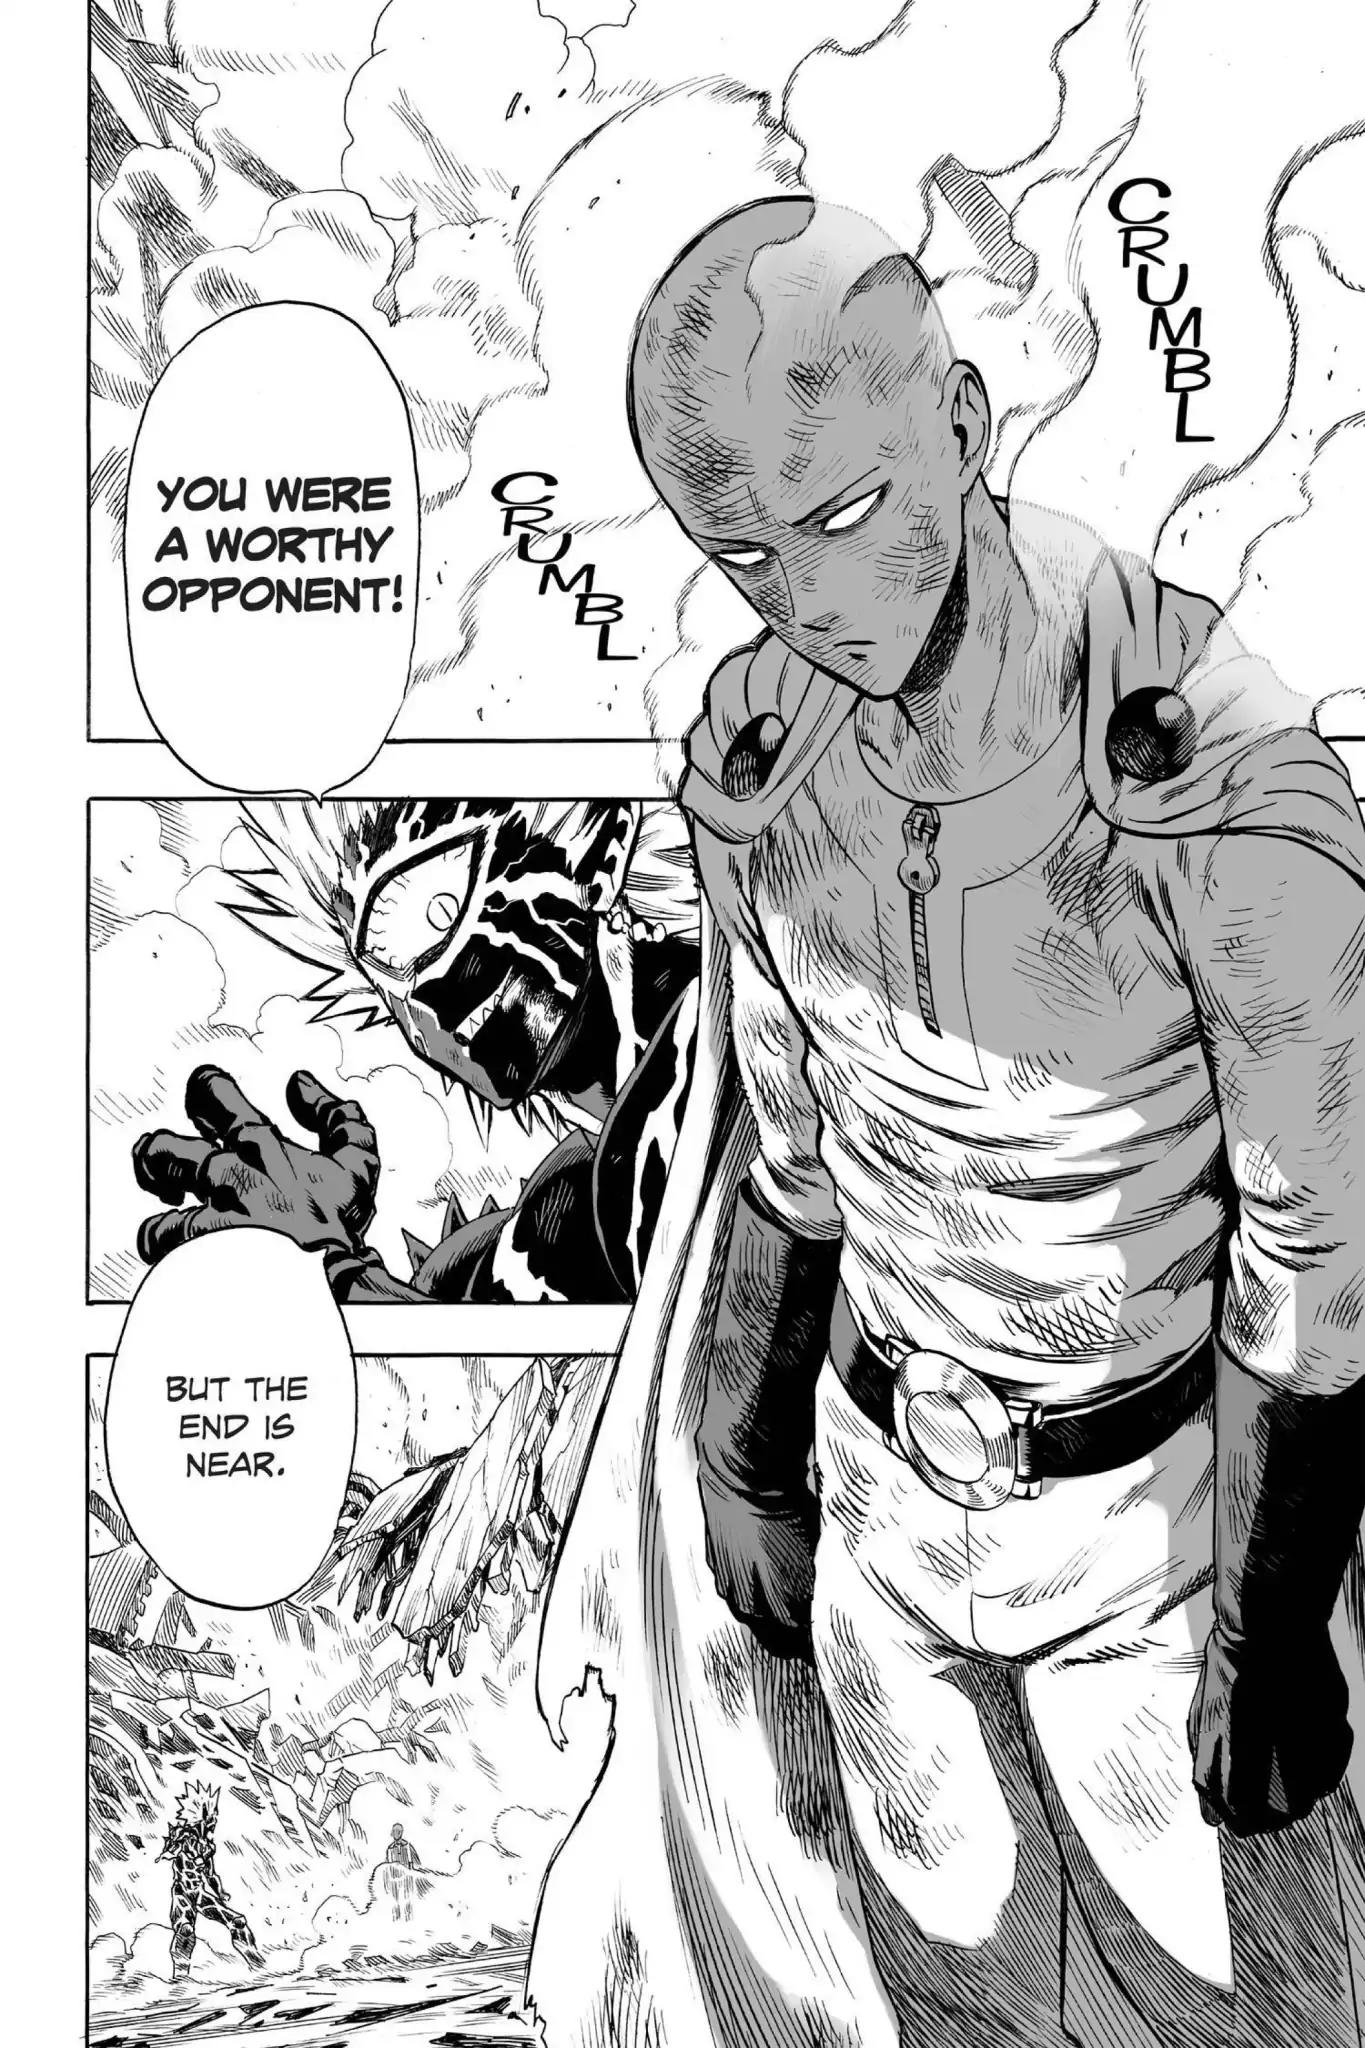 CRUMBL
CRUMBL
YOU WERE
A WORTHY
OPPONENT!
BUT THE
END IS
NEAR.